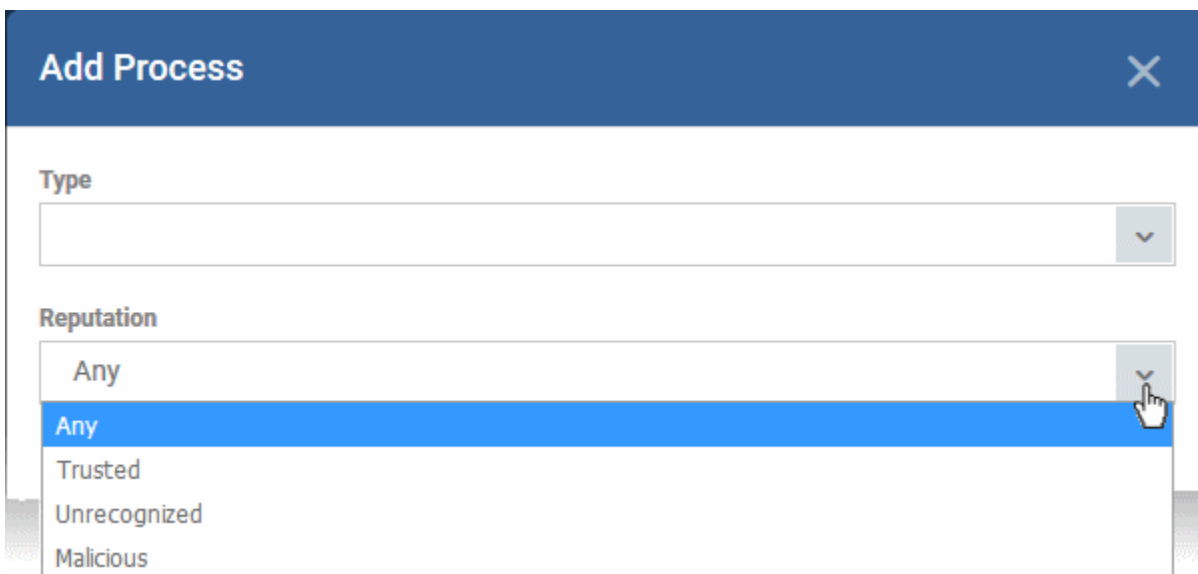 Add Process
Type
Reputation
Any
Any
Trusted
Unrecognized
Malicious